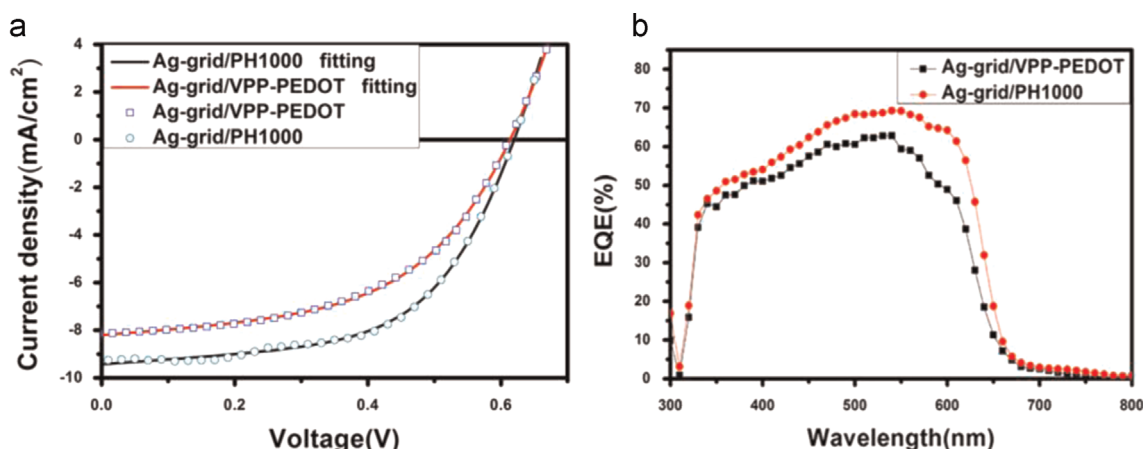 a
4
2
0
-2
-4
-6
-8
-10
0.0 0.2 0.4 0.6
Current density(mA/cm²)
Voltage(V)
Ag-grid/PH1000 fitting
Ag-grid/VPP-PEDOT fitting
Ag-grid/VPP-PEDOT
Ag-grid/PH1000
b
80
70
60
50
40
30
20
10
0
300 400 500 600 700 800
EQE(%)
Wavelength(nm)
Ag-grid/VPP-PEDOT
Ag-grid/PH1000